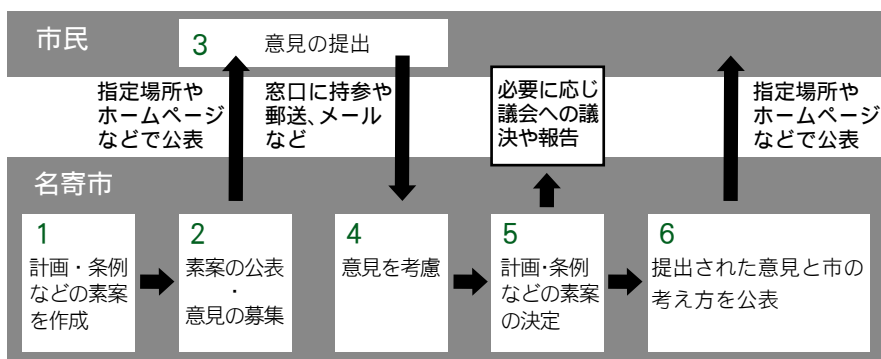 市民
3 意見の提出
指定場所や
ホームページ
などで公表
窓口に持参や
郵送、メール
など
必要に応じ
議会への議
決や報告
指定場所や
ホームページ
などで公表
名寄市
1
計画・条例
などの素案
を作成
2
素案の公表
・
意見の募集
4
意見を考慮
5
計画・条例
などの素案
の決定
6
提出された意見と市の
考え方を公表